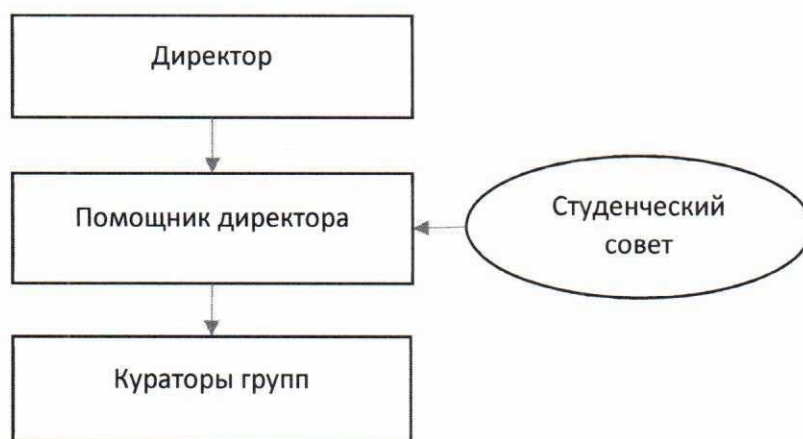 Директор
Помощник директора
Студенческий
совет
Кураторы групп